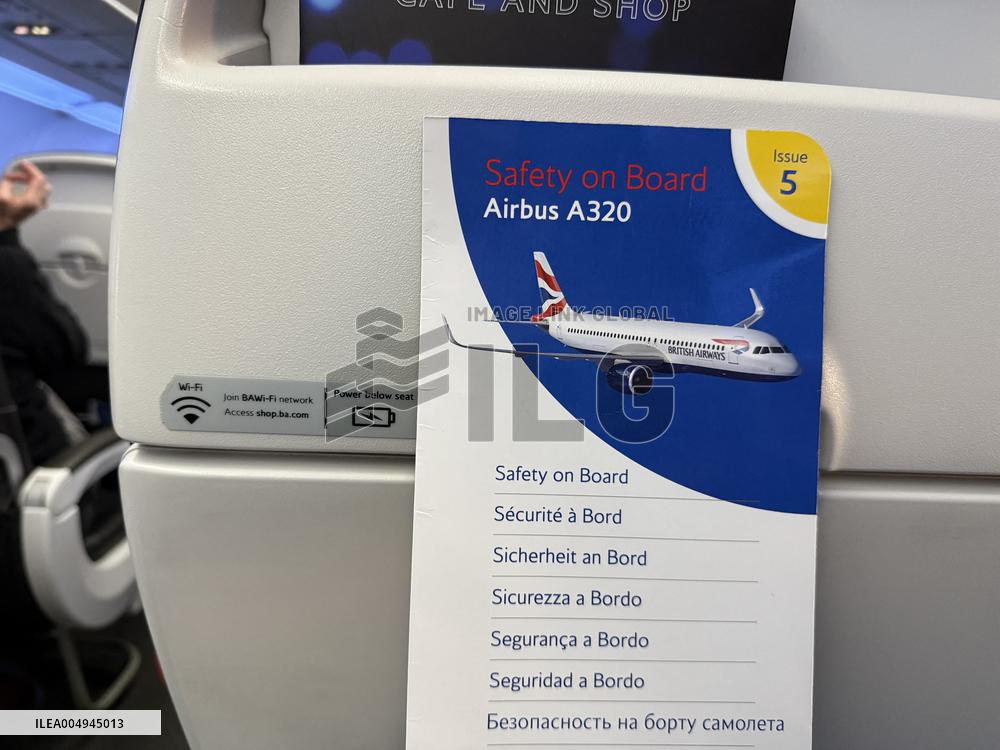 CAFE AND SHOP
Safety on Board
Airbus A320
Issue
5
IMAGE LINK GLOBAL
ILG
BRITISH AIRWAYS
Wi-Fi
Join BAWi-Fi network
Access shop.ba.com
Power below seat
Safety on Board
Sécurité à Bord
Sicherheit an Bord
Sicurezza a Bordo
Segurança a Bordo
Seguridad a Bordo
Безопасность на борту самолета
ILEA004945013